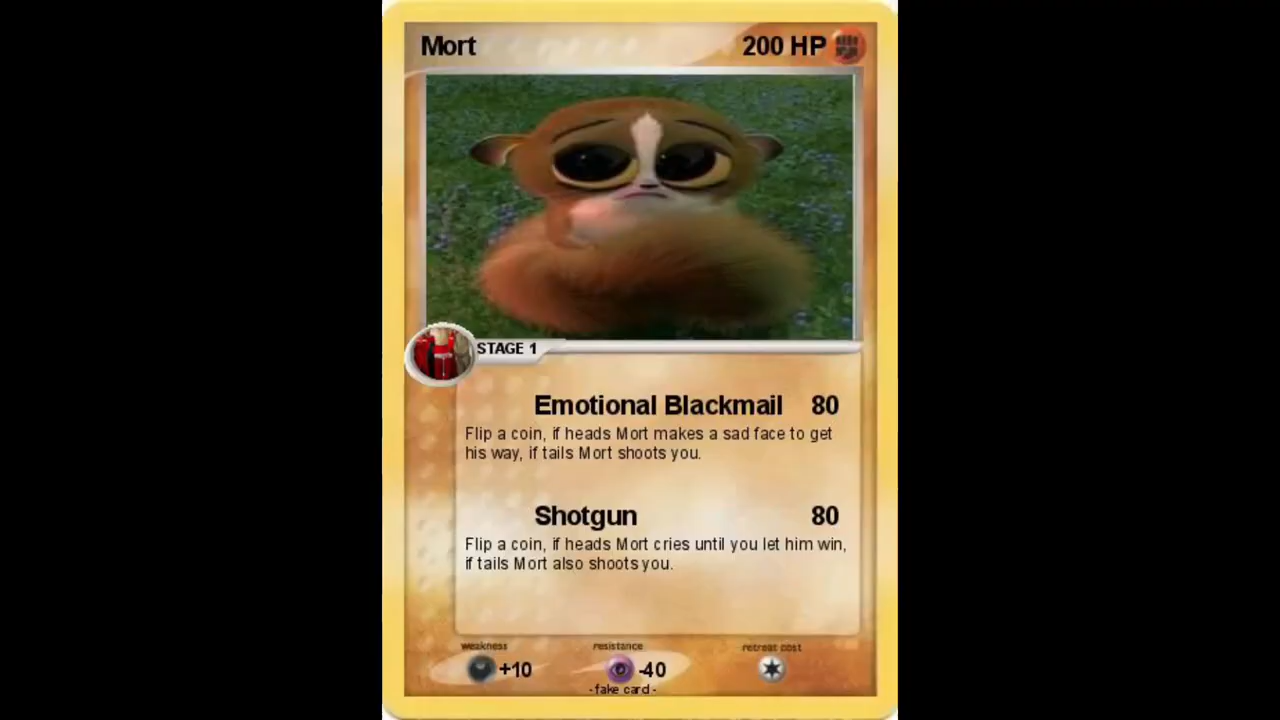 Mort 200 HP
STAGE 1
Emotional Blackmail 80
Flip a coin, if heads Mort makes a sad face to get
his way, if tails Mort shoots you.
Shotgun 80
Flip a coin, if heads Mort cries until you let him win,
if tails Mort also shoots you.
weakness resistance retreat cost
+10 -40
- fake card -